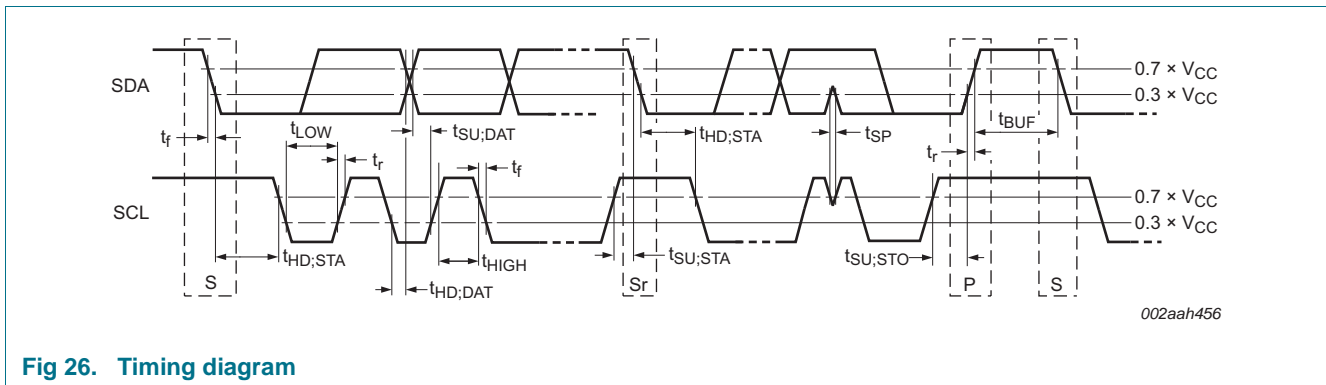 SDA
0.7 × VCC
0.3 × VCC
tf
tLOW
tr
tSU;DAT
tf
tHD;STA
tSP
tr
tBUF
SCL
0.7 × VCC
0.3 × VCC
tHD;STA
tHD;DAT
tHIGH
tSU;STA
tSU;STO
S
Sr
P
S
002aah456
Fig 26. Timing diagram